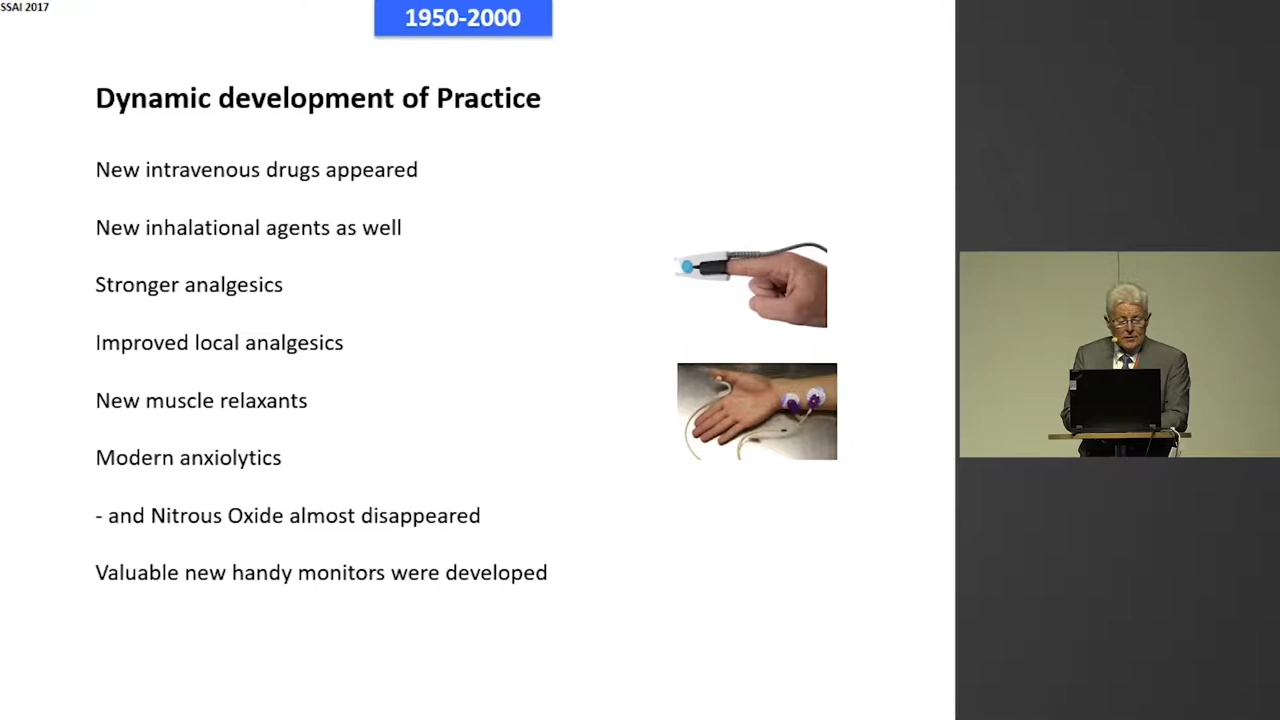 SSAI 2017
1950-2000
Dynamic development of Practice
New intravenous drugs appeared
New inhalational agents as well
Stronger analgesics
Improved local analgesics
New muscle relaxants
Modern anxiolytics
- and Nitrous Oxide almost disappeared
Valuable new handy monitors were developed